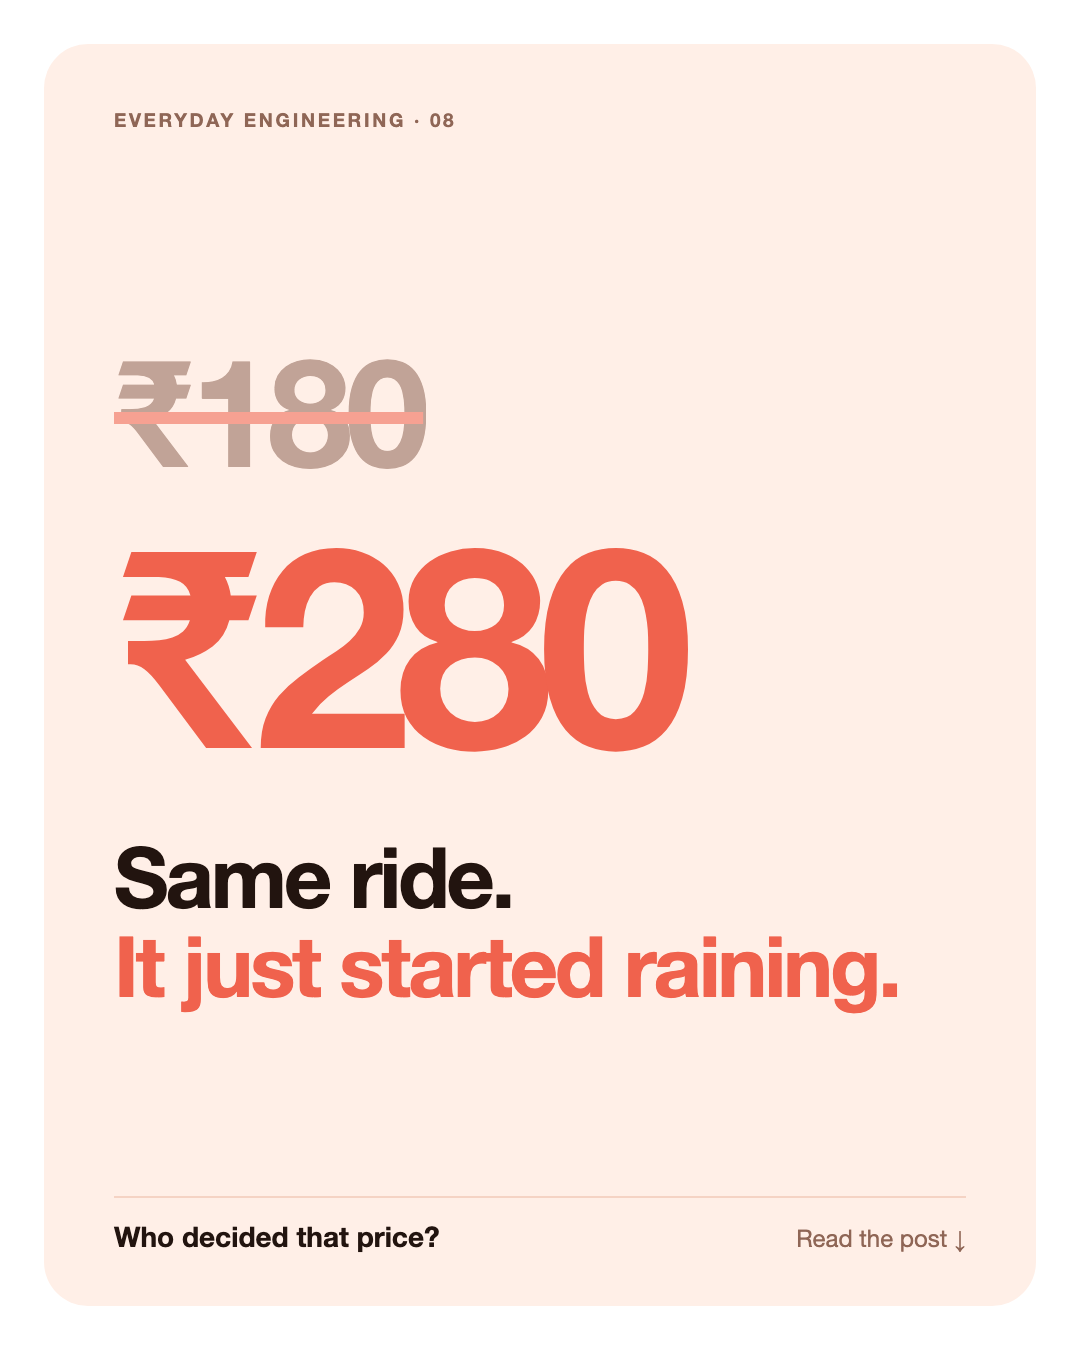 EVERYDAY ENGINEERING · 08
₹180
₹280
Same ride.
It just started raining.
Who decided that price?
Read the post ↓